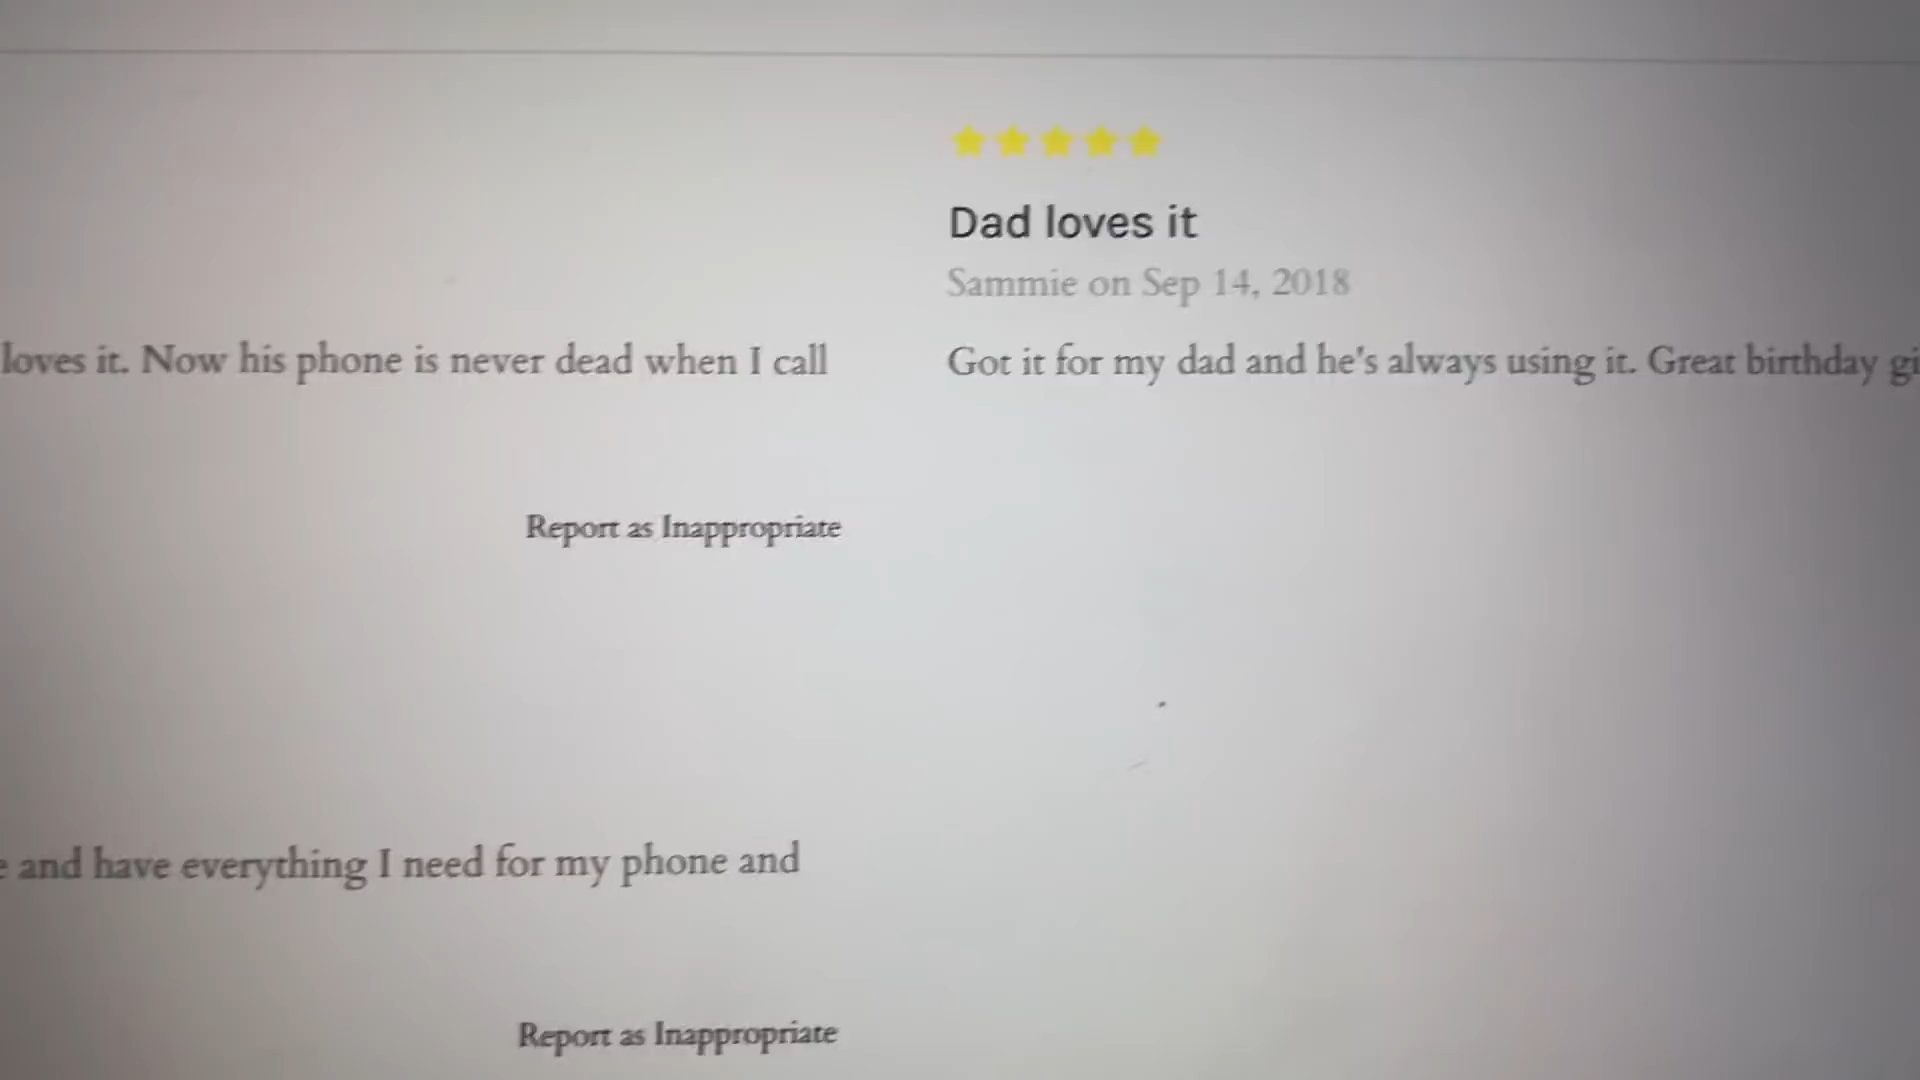 Dad loves it
Sammie on Sep 14, 2018
loves it. Now his phone is never dead when I call
Got it for my dad and he's always using it. Great birthday
Report as Inappropriate
and have everything I need for my phone and
Report as Inappropriate